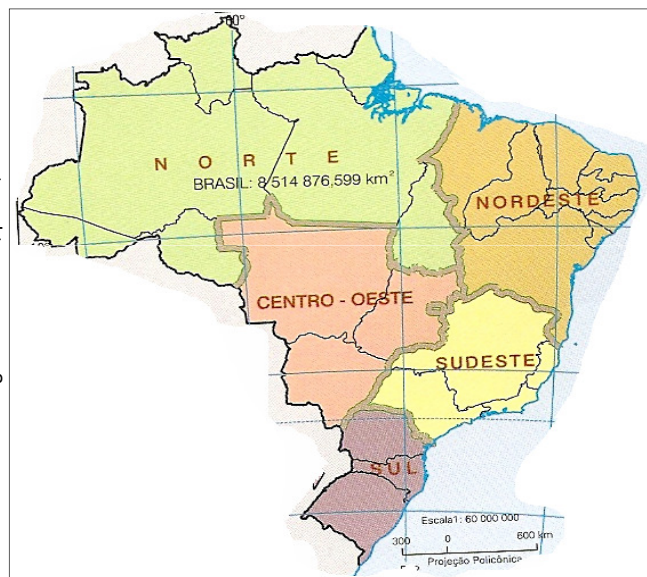 60°
N O R T E
BRASIL: 8 514 876,599 km²
NORDESTE
CENTRO - OESTE
SUDESTE
SUL
Escala1: 60 000 000
300 0 600 km
Projeção Policônica